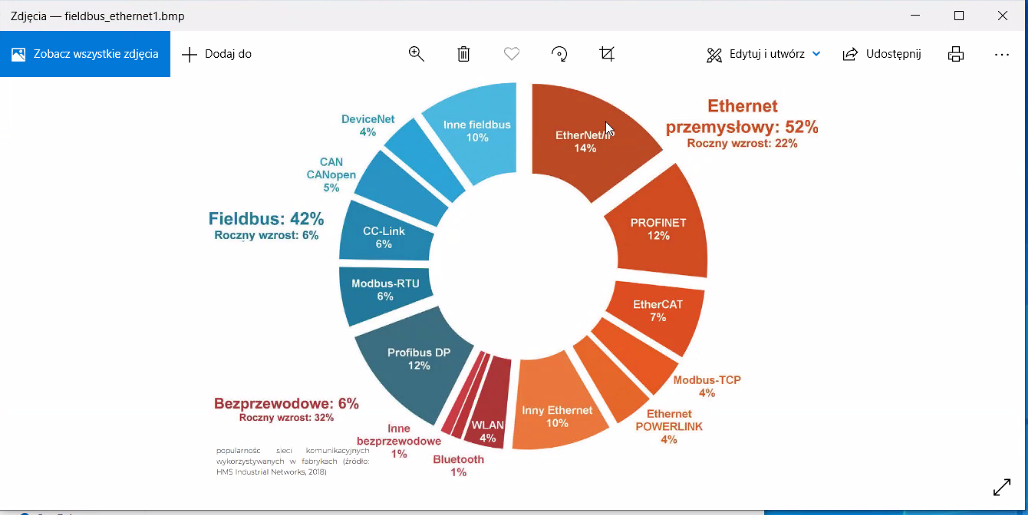 Zdjęcia — fieldbus_ethernet1.bmp
Zobacz wszystkie zdjęcia
Dodaj do
Edytuj i utwórz
Udostępnij
Inne fieldbus
10%
EtherNet/
14%
Ethernet
przemysłowy: 52%
Roczny wzrost: 22%
DeviceNet
4%
CAN
CANopen
5%
PROFINET
12%
Fieldbus: 42%
Roczny wzrost: 6%
CC-Link
6%
Modbus-RTU
6%
EtherCAT
7%
Profibus DP
12%
Modbus-TCP
4%
Bezprzewodowe: 6%
Roczny wzrost: 32%
Inny Ethernet
10%
Ethernet
POWERLINK
4%
WLAN
4%
Inne
bezprzewodowe
1%
Bluetooth
1%
popularnośc sieci komunikacyjnych
wykorzystywanych w fabrykach (źródło:
HMS Industrial Networks, 2018)